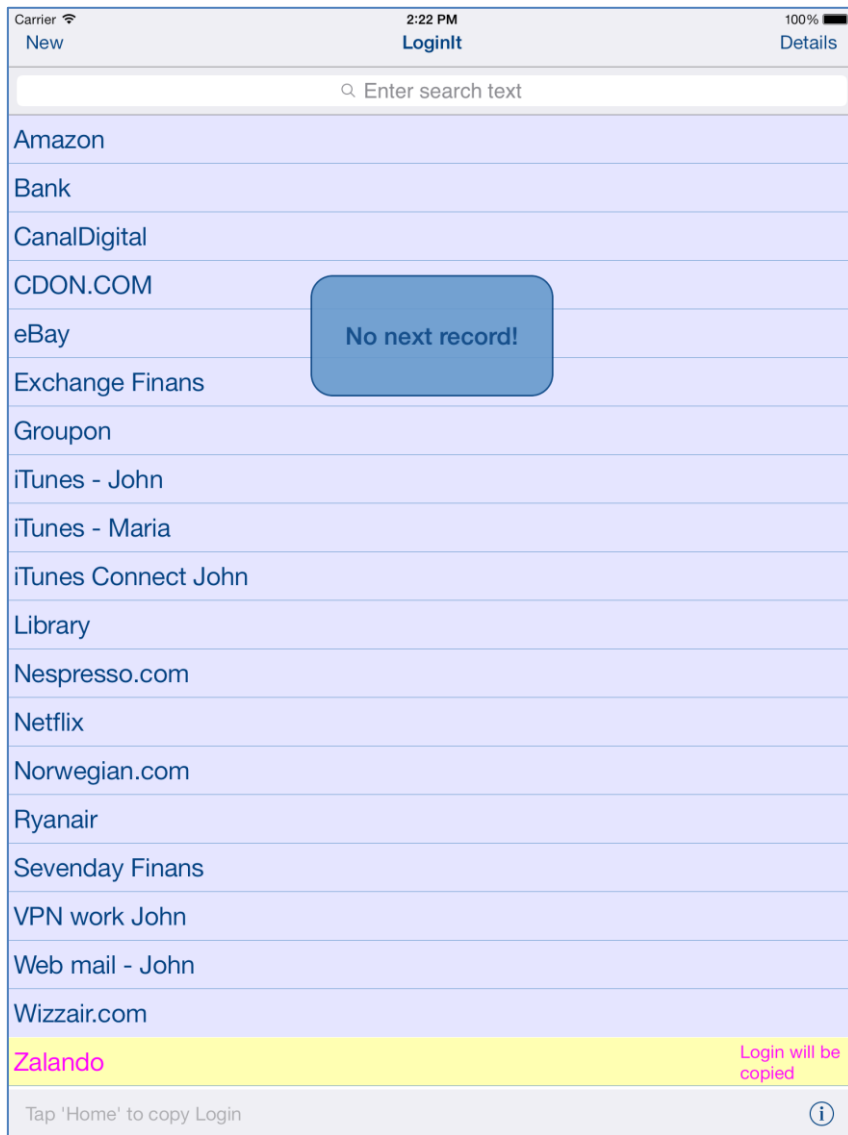 Carrier 2:22 PM 100%
New LoginIt Details
Enter search text
Amazon
Bank
CanalDigital
CDON.COM
eBay
No next record!
Exchange Finans
Groupon
iTunes - John
iTunes - Maria
iTunes Connect John
Library
Nespresso.com
Netflix
Norwegian.com
Ryanair
Sevenday Finans
VPN work John
Web mail - John
Wizzair.com
Zalando
Login will be
copied
Tap 'Home' to copy Login